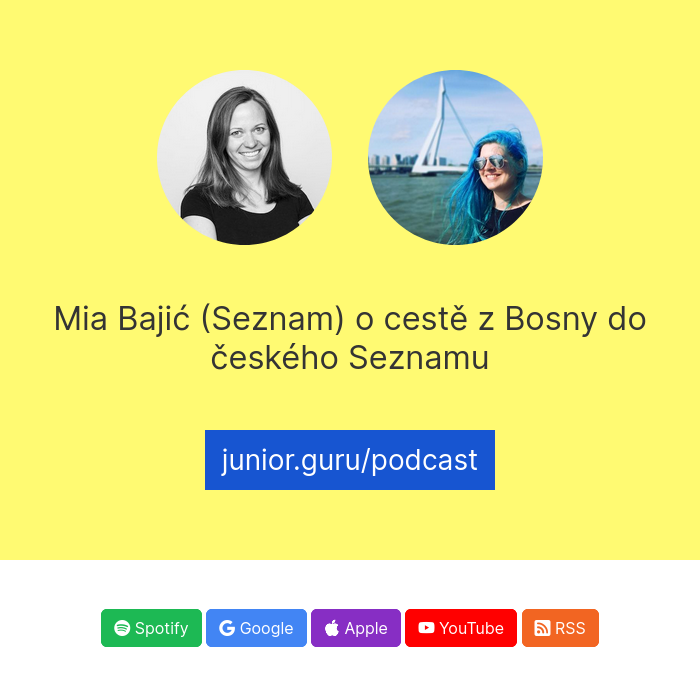 Mia Bajić (Seznam) o cestě z Bosny do
českého Seznamu
junior.guru/podcast
Spotify Google Apple YouTube RSS